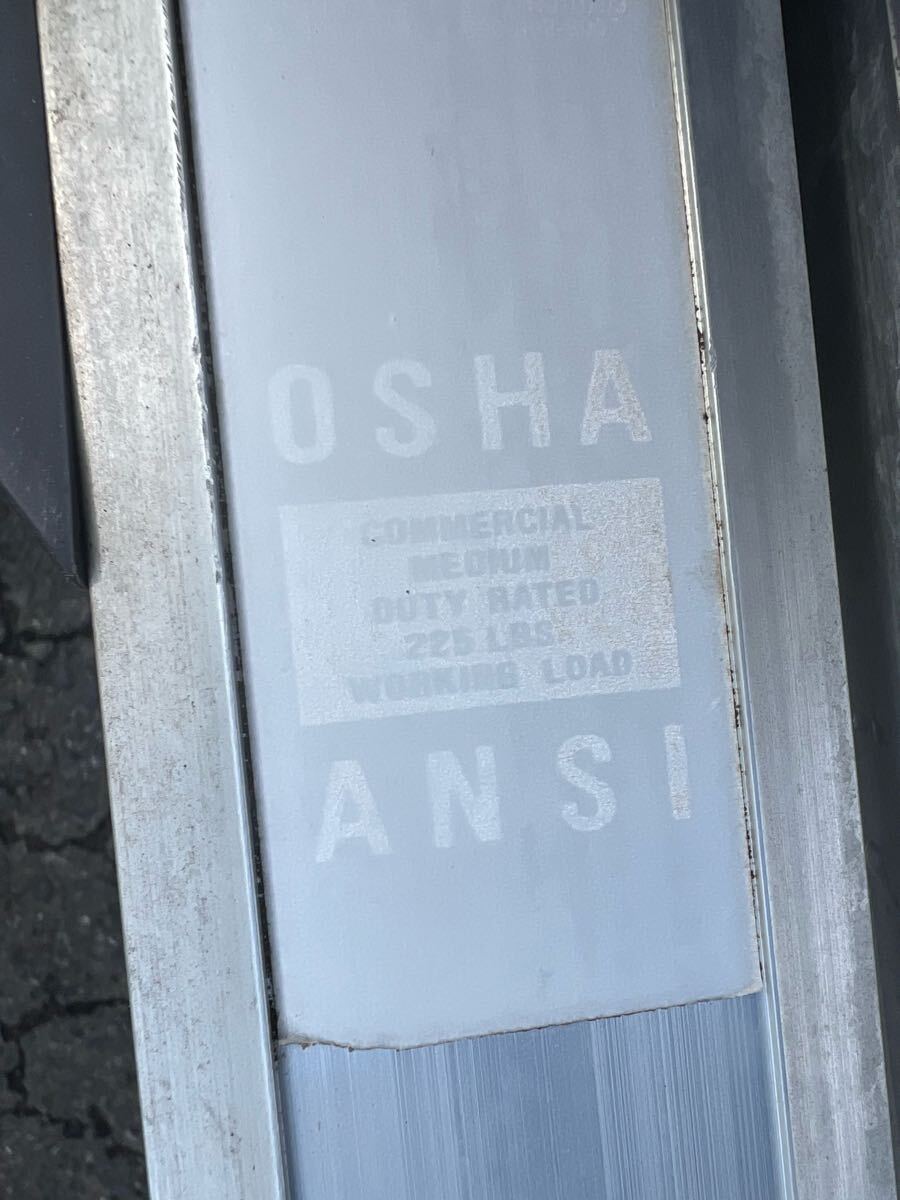 OSHA
COMMERCIAL
MEDIUM
DUTY RATED
225 LBS
WORKING LOAD
ANSI